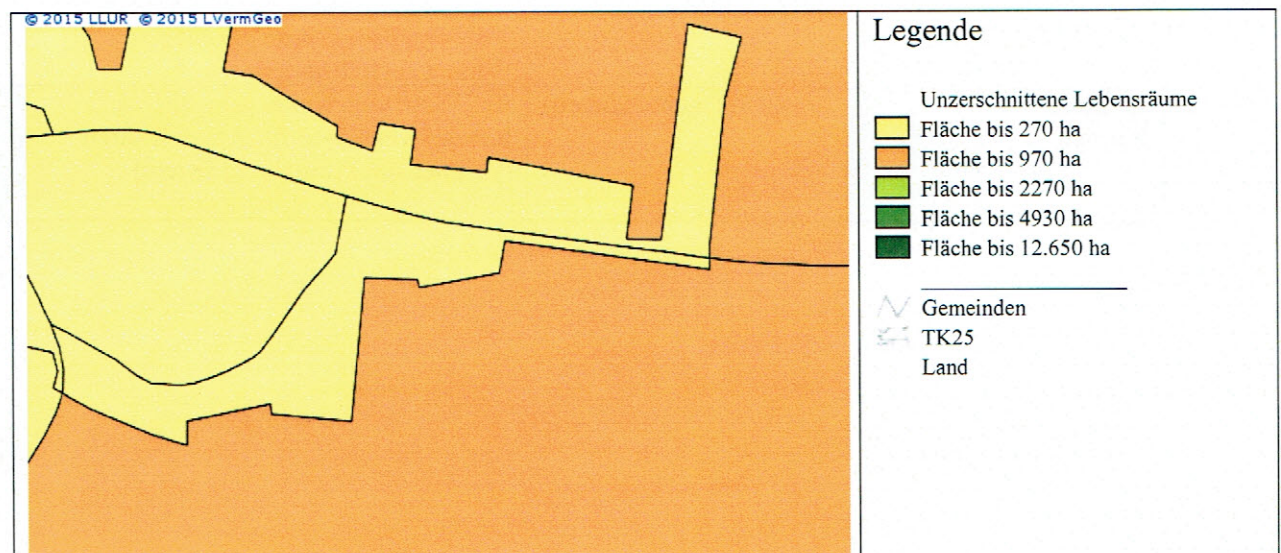 © 2015 LLUR © 2015 LVermGeo
Legende
Unzerschnittene Lebensräume
Fläche bis 270 ha
Fläche bis 970 ha
Fläche bis 2270 ha
Fläche bis 4930 ha
Fläche bis 12.650 ha
Gemeinden
TK25
Land